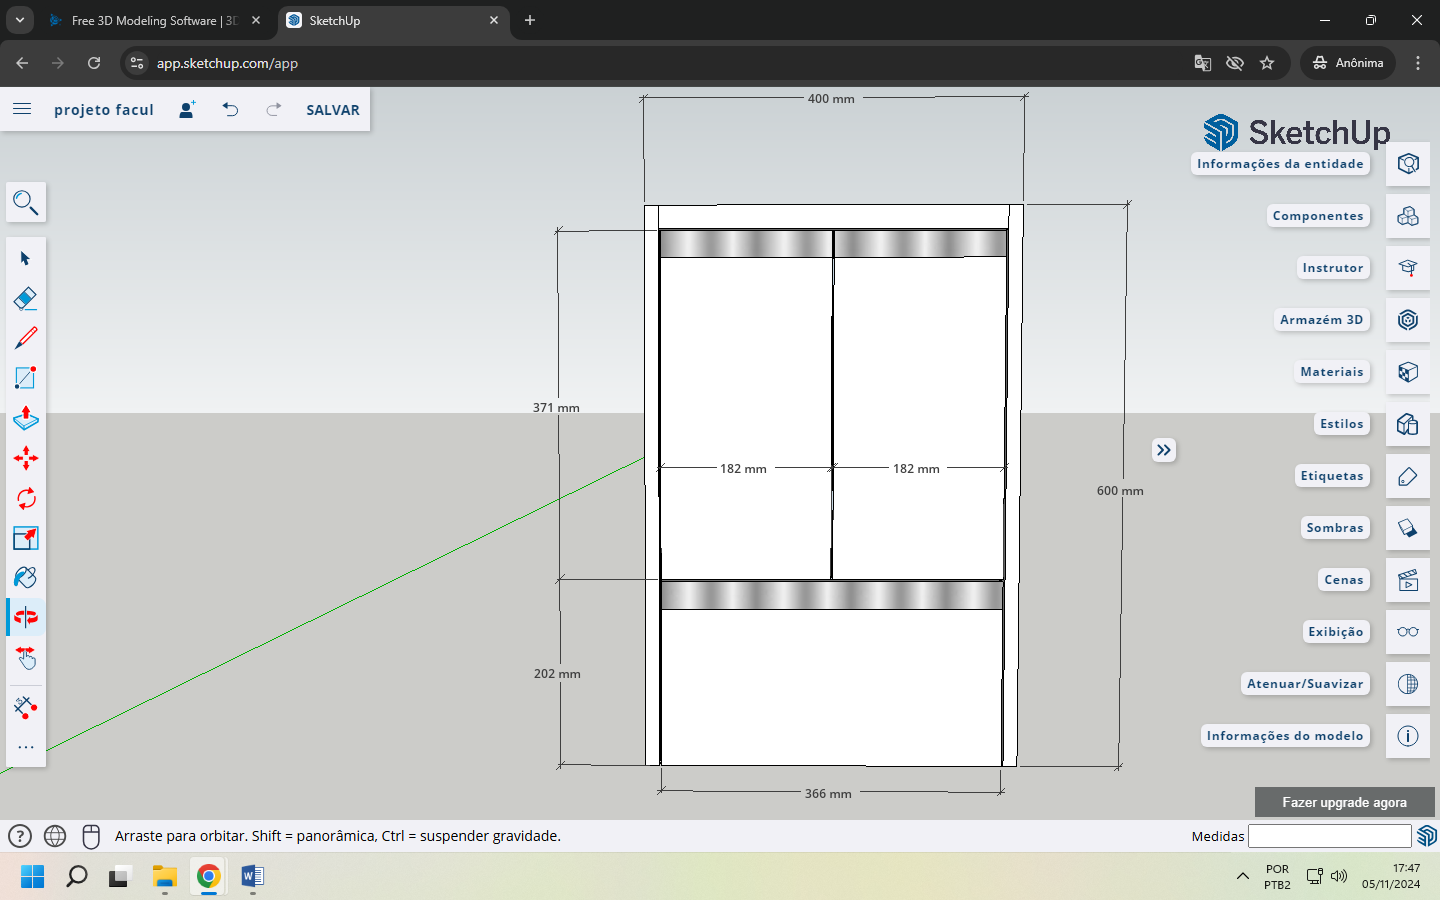 Free 3D Modeling Software | 3D
SketchUp
app.sketchup.com/app
Anônima
projeto facul
SALVAR
400 mm
SketchUp
Informações da entidade
Componentes
Instrutor
Armazém 3D
Materiais
Estilos
371 mm
182 mm
182 mm
Etiquetas
600 mm
Sombras
Cenas
Exibição
202 mm
Atenuar/Suavizar
Informações do modelo
366 mm
Fazer upgrade agora
Arraste para orbitar. Shift = panorâmica, Ctrl = suspender gravidade.
Medidas
POR
PTB2
17:47
05/11/2024